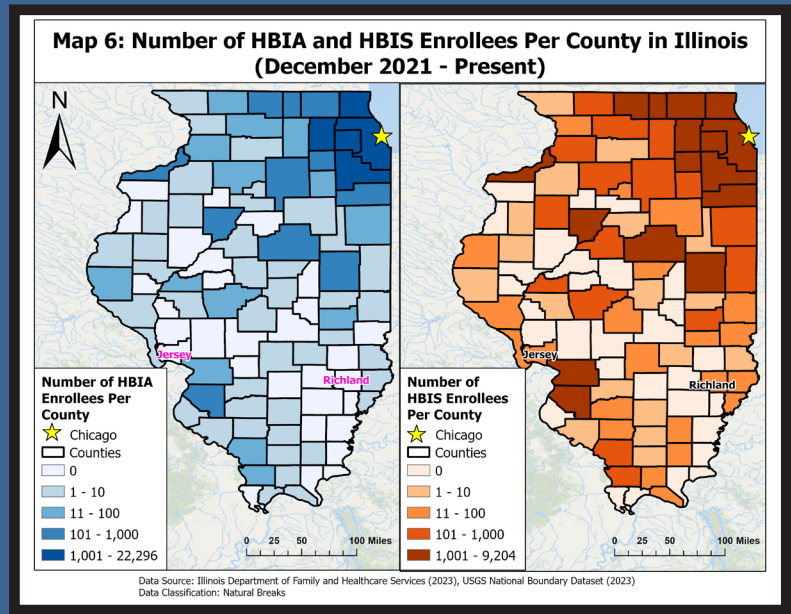 Map 6: Number of HBIA and HBIS Enrollees Per County in Illinois
(December 2021 - Present)
N
Jersey
Richland
Number of HBIA
Enrollees Per
County
Chicago
Counties
0
1 - 10
11 - 100
101 - 1,000
1,001 - 22,296
0 25 50 100 Miles
Jersey
Richland
Number of
HBIS Enrollees
Per County
Chicago
Counties
0
1 - 10
11 - 100
101 - 1,000
1,001 - 9,204
0 25 50 100 Miles
Data Source: Illinois Department of Family and Healthcare Services (2023), USGS National Boundary Dataset (2023)
Data Classification: Natural Breaks